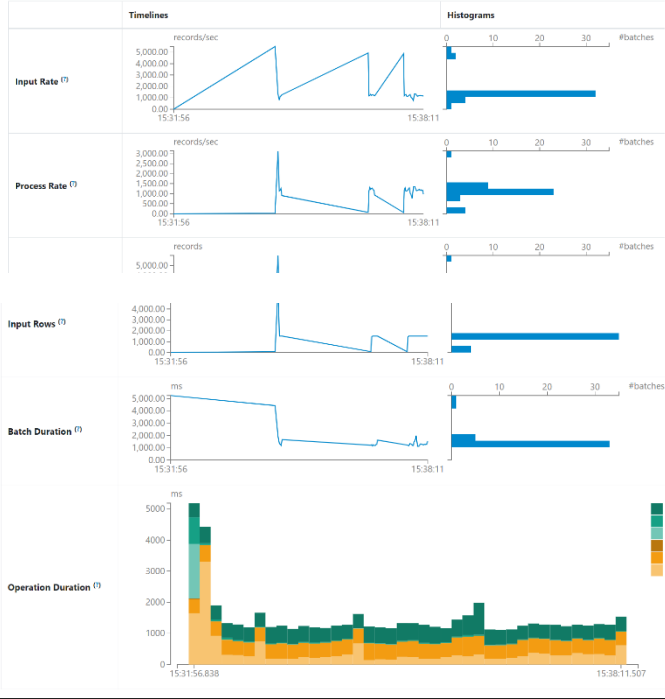 Timelines
Histograms
Input Rate (?)
records/sec
5,000.00
4,000.00
3,000.00
2,000.00
1,000.00
0.00
15:31:56
15:38:11
0 10 20 30 #batches
Process Rate (?)
records/sec
3,000.00
2,500.00
2,000.00
1,500.00
1,000.00
500.00
0.00
15:31:56
15:38:11
0 10 20 30 #batches
records
5,000.00
0 10 20 30 #batches
Input Rows (?)
4,000.00
3,000.00
2,000.00
1,000.00
0.00
15:31:56
15:38:11
Batch Duration (?)
ms
5,000.00
4,000.00
3,000.00
2,000.00
1,000.00
0.00
15:31:56
15:38:11
0 10 20 30 #batches
Operation Duration (?)
ms
5000
4000
3000
2000
1000
0
15:31:56.838
15:38:11.507